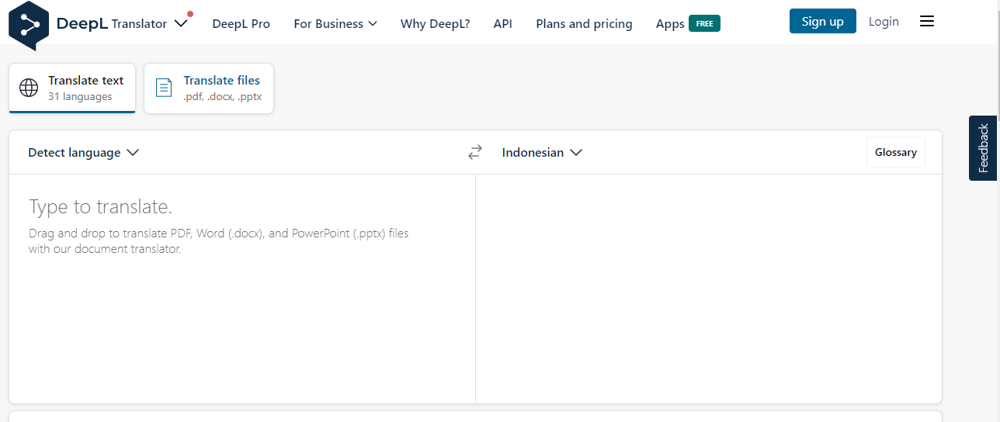 DeepL Translator DeepL Pro For Business Why DeepL? API Plans and pricing Apps FREE Sign up Login
Translate text
31 languages
Translate files
.pdf, .docx, .pptx
Feedback
Detect language Indonesian Glossary
Type to translate.
Drag and drop to translate PDF, Word (.docx), and PowerPoint (.pptx) files
with our document translator.